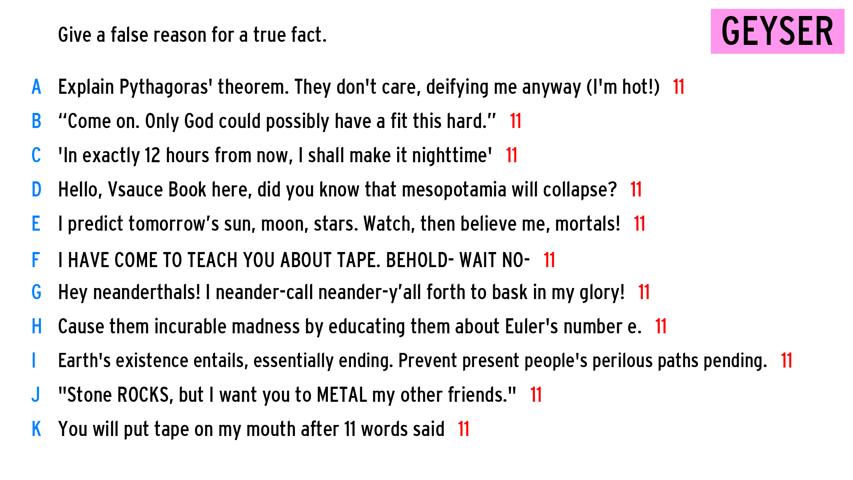 Give a false reason for a true fact.
GEYSER
A Explain Pythagoras' theorem. They don't care, deifying me anyway (I'm hot!) 11
B “Come on. Only God could possibly have a fit this hard.” 11
C 'In exactly 12 hours from now, I shall make it nighttime' 11
D Hello, Vsauce Book here, did you know that mesopotamia will collapse? 11
E I predict tomorrow’s sun, moon, stars. Watch, then believe me, mortals! 11
F I HAVE COME TO TEACH YOU ABOUT TAPE. BEHOLD- WAIT NO- 11
G Hey neanderthals! I neander-call neander-y’all forth to bask in my glory! 11
H Cause them incurable madness by educating them about Euler's number e. 11
I Earth's existence entails, essentially ending. Prevent present people's perilous paths pending. 11
J "Stone ROCKS, but I want you to METAL my other friends." 11
K You will put tape on my mouth after 11 words said 11